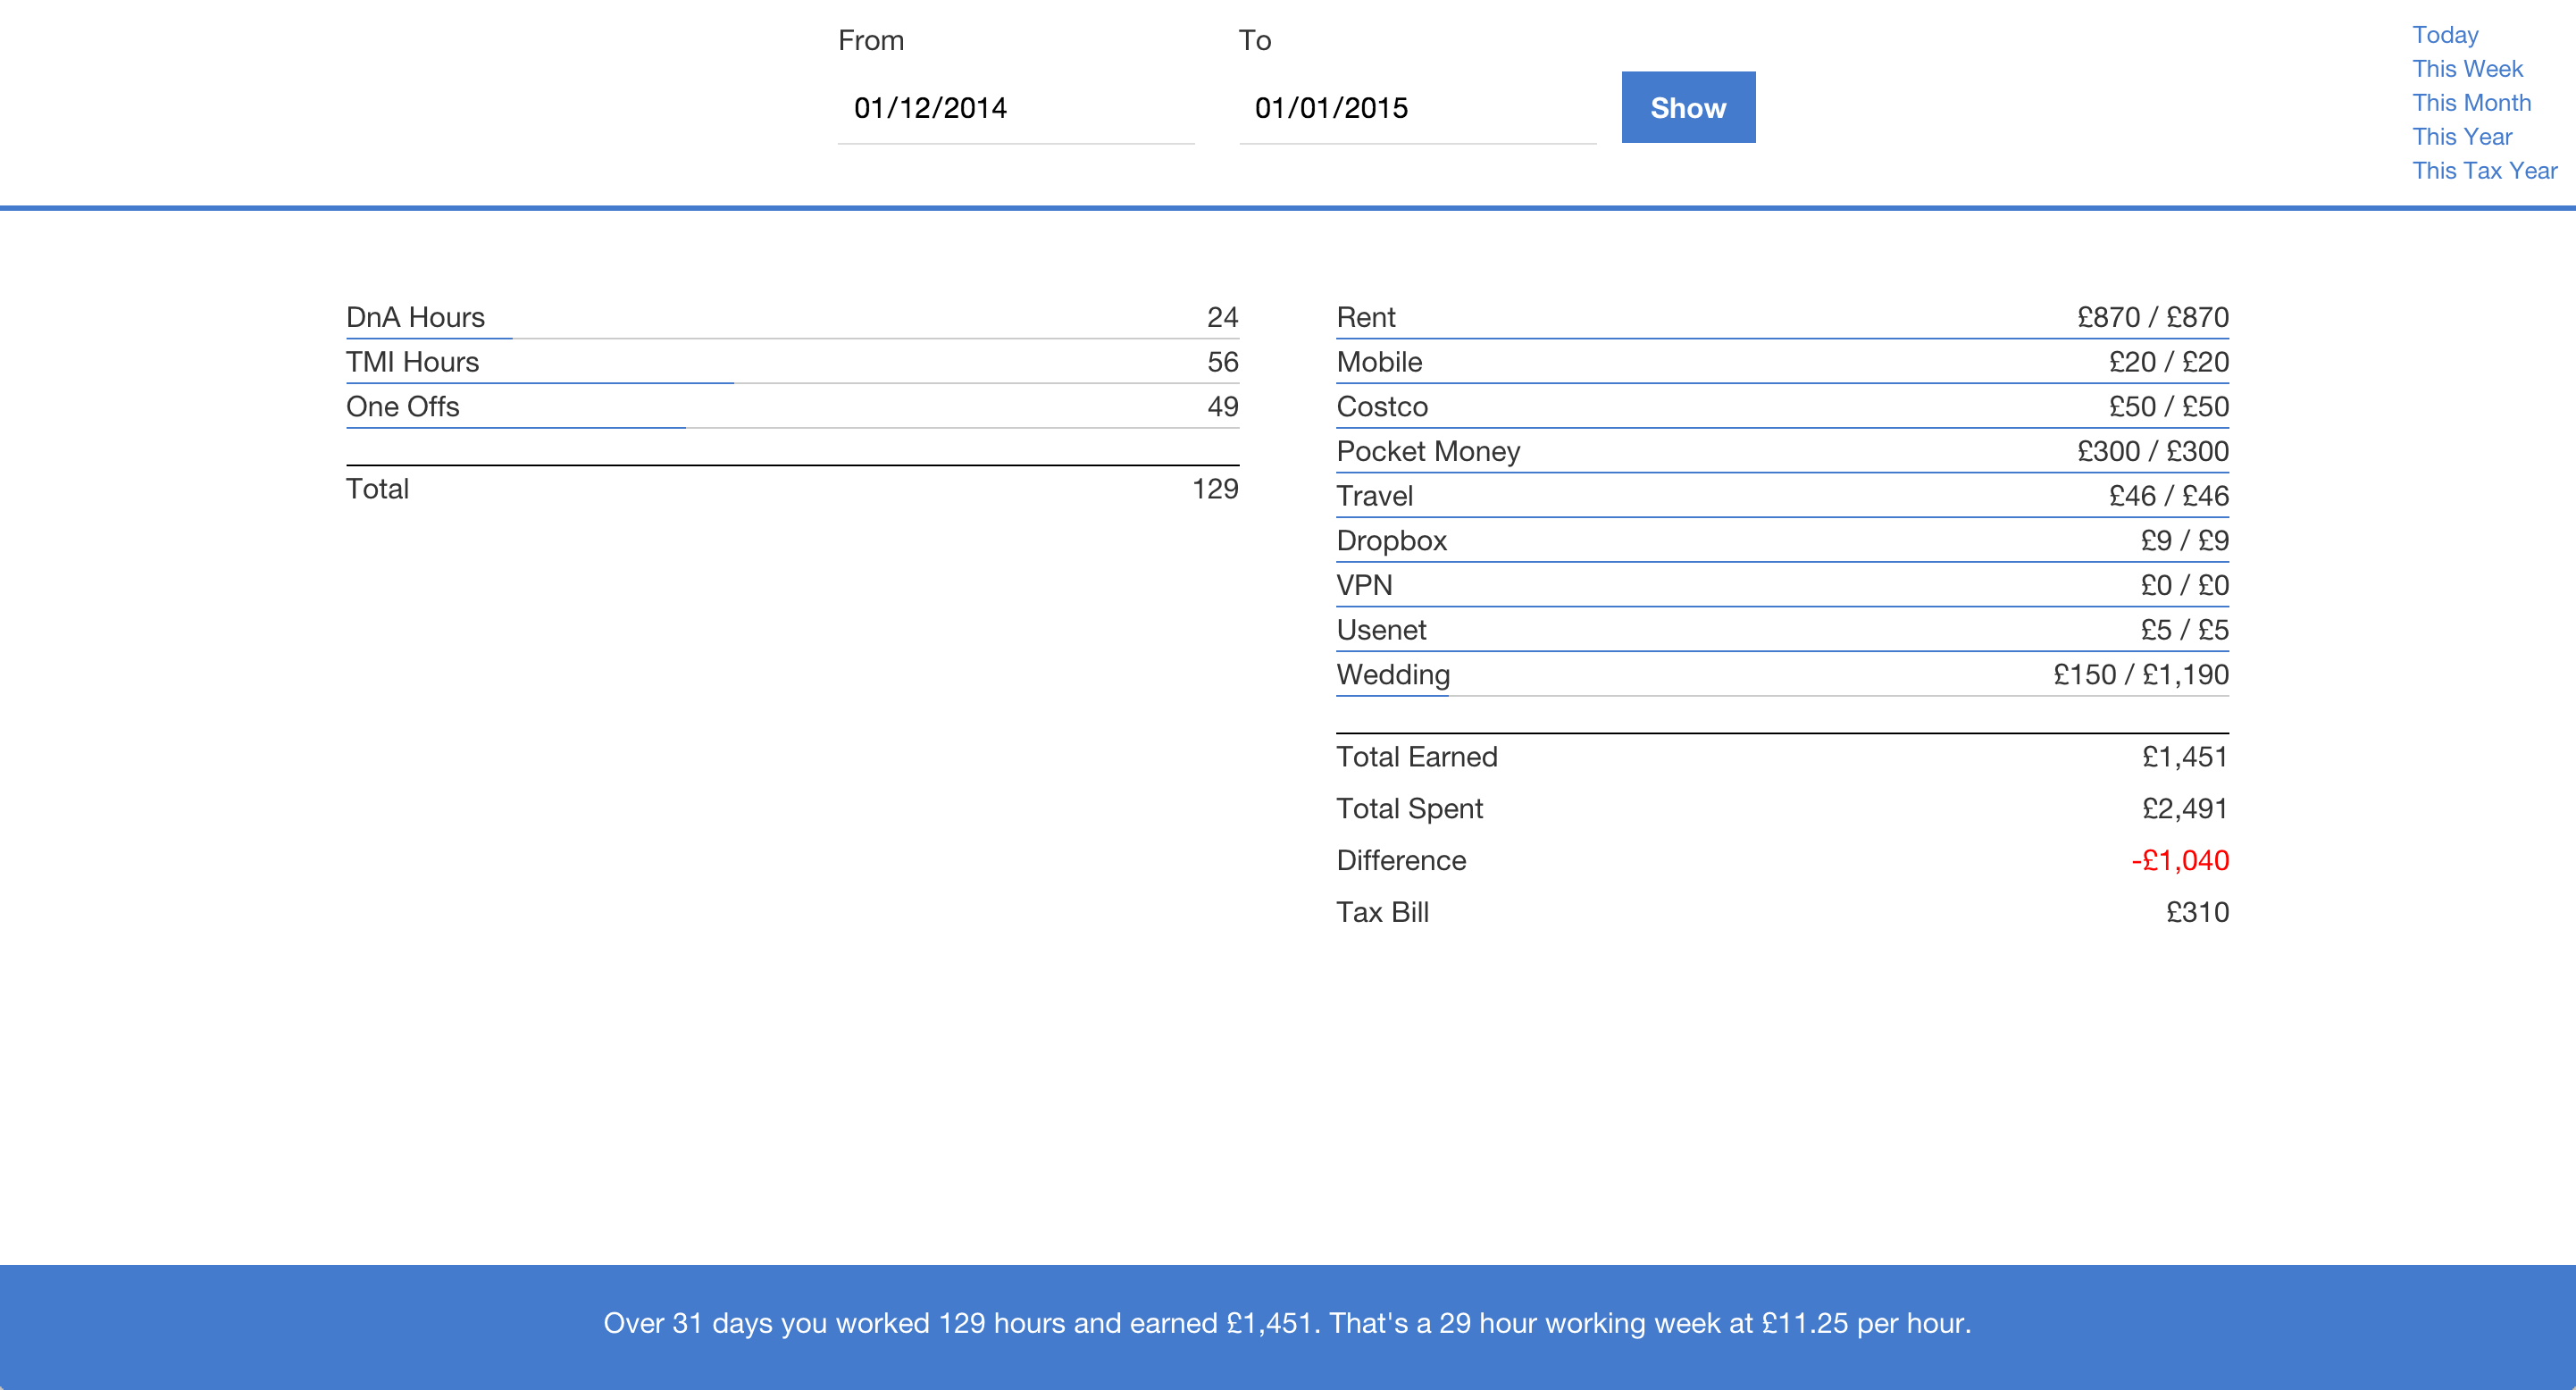 From
To
01/12/2014
01/01/2015
Show
Today
This Week
This Month
This Year
This Tax Year
DnA Hours 24
TMI Hours 56
One Offs 49
Total 129
Rent £870 / £870
Mobile £20 / £20
Costco £50 / £50
Pocket Money £300 / £300
Travel £46 / £46
Dropbox £9 / £9
VPN £0 / £0
Usenet £5 / £5
Wedding £150 / £1,190
Total Earned £1,451
Total Spent £2,491
Difference -£1,040
Tax Bill £310
Over 31 days you worked 129 hours and earned £1,451. That's a 29 hour working week at £11.25 per hour.